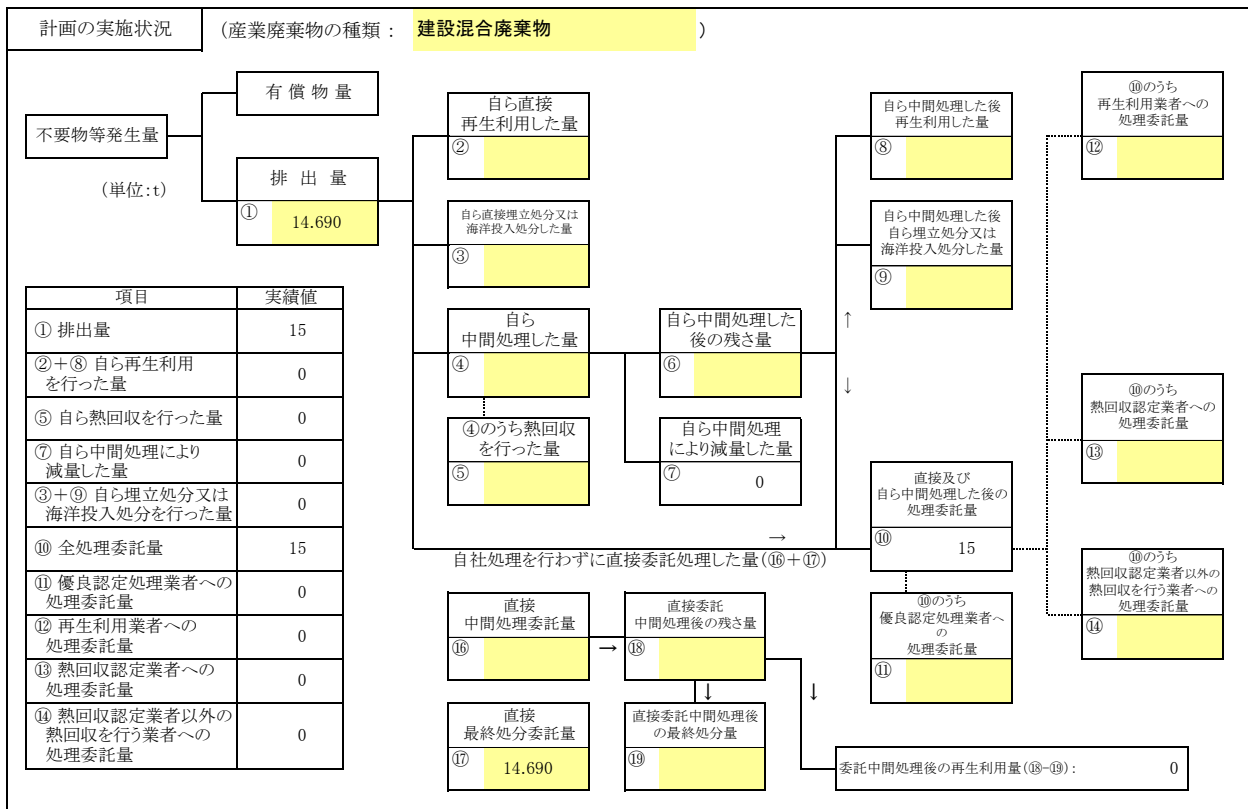 計画の実施状況
(産業廃棄物の種類: 建設混合廃棄物 )
不要物等発生量
(単位:t)
有償物量
排出量
① 14.690
自ら直接
再生利用した量
②
自ら直接埋立処分又は
海洋投入処分した量
③
自ら
中間処理した量
④
④のうち熱回収
を行った量
⑤
自ら中間処理した
後の残さ量
⑥
自ら中間処理
により減量した量
⑦ 0
自ら中間処理した後
再生利用した量
⑧
自ら中間処理した後
自ら埋立処分又は
海洋投入処分した量
⑨
↑
↓
→
自社処理を行わずに直接委託処理した量(⑯+⑰)
直接及び
自ら中間処理した後の
処理委託量
⑩ 15
⑩のうち
優良認定処理業者へ
の
処理委託量
⑪
⑩のうち
再生利用業者への
処理委託量
⑫
⑩のうち
熱回収認定業者への
処理委託量
⑬
⑩のうち
熱回収認定業者以外の
熱回収を行う業者への
処理委託量
⑭
直接
中間処理委託量
⑯
→
直接委託
中間処理後の残さ量
⑱
↓
↓
直接
最終処分委託量
⑰ 14.690
直接委託中間処理後
の最終処分量
⑲
委託中間処理後の再生利用量(⑱-⑲): 0
項目 実績値
① 排出量 15
②+⑧ 自ら再生利用
を行った量 0
⑤ 自ら熱回収を行った量 0
⑦ 自ら中間処理により
減量した量 0
③+⑨ 自ら埋立処分又は
海洋投入処分を行った量 0
⑩ 全処理委託量 15
⑪ 優良認定処理業者への
処理委託量 0
⑫ 再生利用業者への
処理委託量 0
⑬ 熱回収認定業者への
処理委託量 0
⑭ 熱回収認定業者以外の
熱回収を行う業者への
処理委託量 0